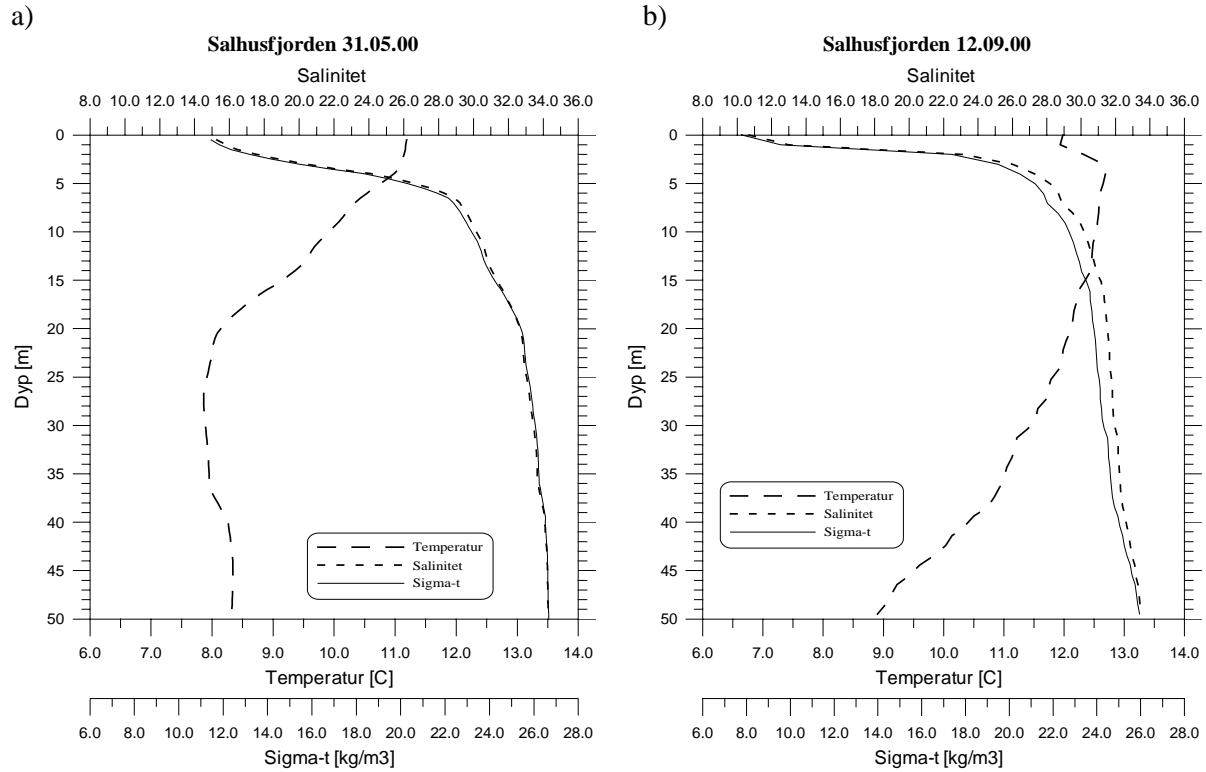 a)
Salhusfjorden 31.05.00
Salinitet
8.0 10.0 12.0 14.0 16.0 18.0 20.0 22.0 24.0 26.0 28.0 30.0 32.0 34.0 36.0
0
5
10
15
20
25
30
35
40
45
50
Dyp [m]
Temperatur
Salinitet
Sigma-t
6.0 7.0 8.0 9.0 10.0 11.0 12.0 13.0 14.0
Temperatur [C]
6.0 8.0 10.0 12.0 14.0 16.0 18.0 20.0 22.0 24.0 26.0 28.0
Sigma-t [kg/m3]
b)
Salhusfjorden 12.09.00
Salinitet
8.0 10.0 12.0 14.0 16.0 18.0 20.0 22.0 24.0 26.0 28.0 30.0 32.0 34.0 36.0
0
5
10
15
20
25
30
35
40
45
50
Dyp [m]
Temperatur
Salinitet
Sigma-t
6.0 7.0 8.0 9.0 10.0 11.0 12.0 13.0 14.0
Temperatur [C]
6.0 8.0 10.0 12.0 14.0 16.0 18.0 20.0 22.0 24.0 26.0 28.0
Sigma-t [kg/m3]